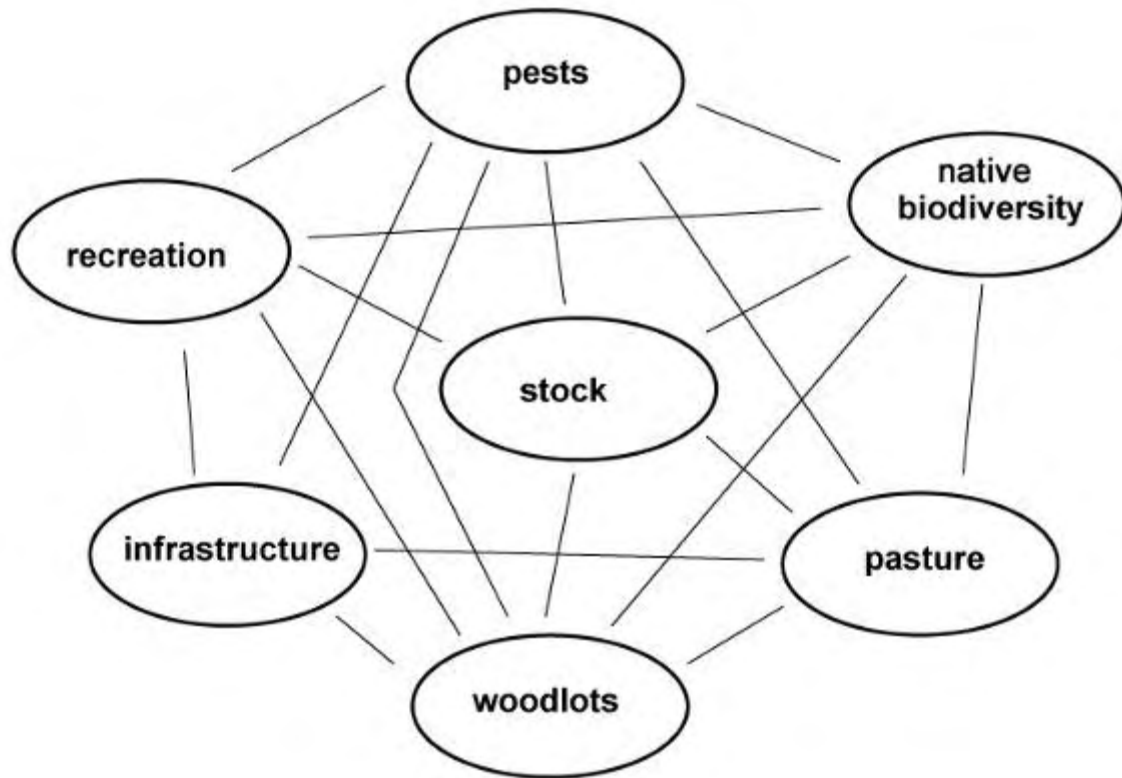 pests
native
biodiversity
recreation
stock
infrastructure
pasture
woodlots